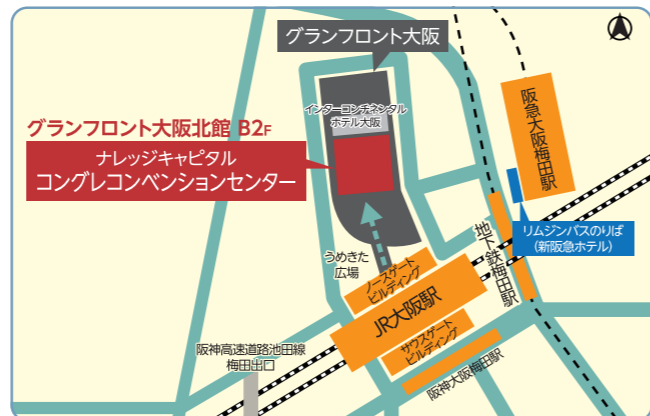 グランフロント大阪
インターコンチネンタル
ホテル大阪
グランフロント大阪北館 B2F
ナレッジキャピタル
コングレコンベンションセンター
阪急大阪梅田駅
リムジンバスのりば
(新阪急ホテル)
地下鉄梅田駅
うめきた
広場
ノースゲート
ビルディング
JR大阪駅
サウスゲート
ビルディング
阪神大阪梅田駅
阪神高速道路池田線
梅田出口